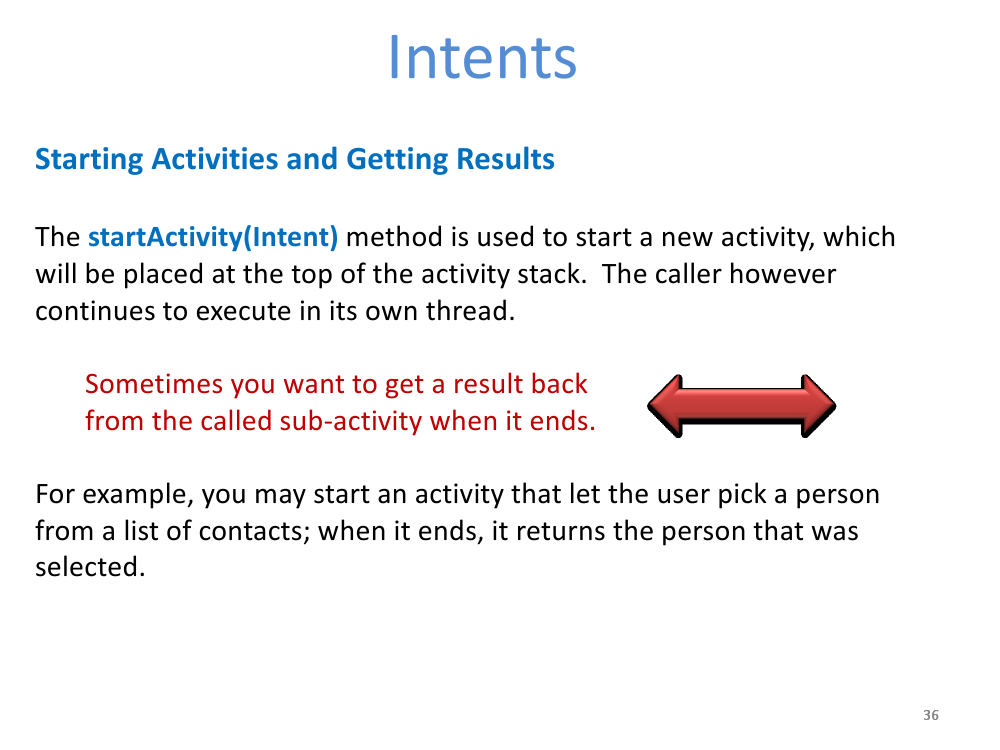 Intents
Starting Activities and Getting Results
The startActivity(Intent) method is used to start a new activity, which
will be placed at the top of the activity stack.  The caller however
continues to execute in its own thread.
Sometimes you want to get a result back
from the called sub-activity when it ends.
For example, you may start an activity that let the user pick a person
from a list of contacts; when it ends, it returns the person that was
selected.
36